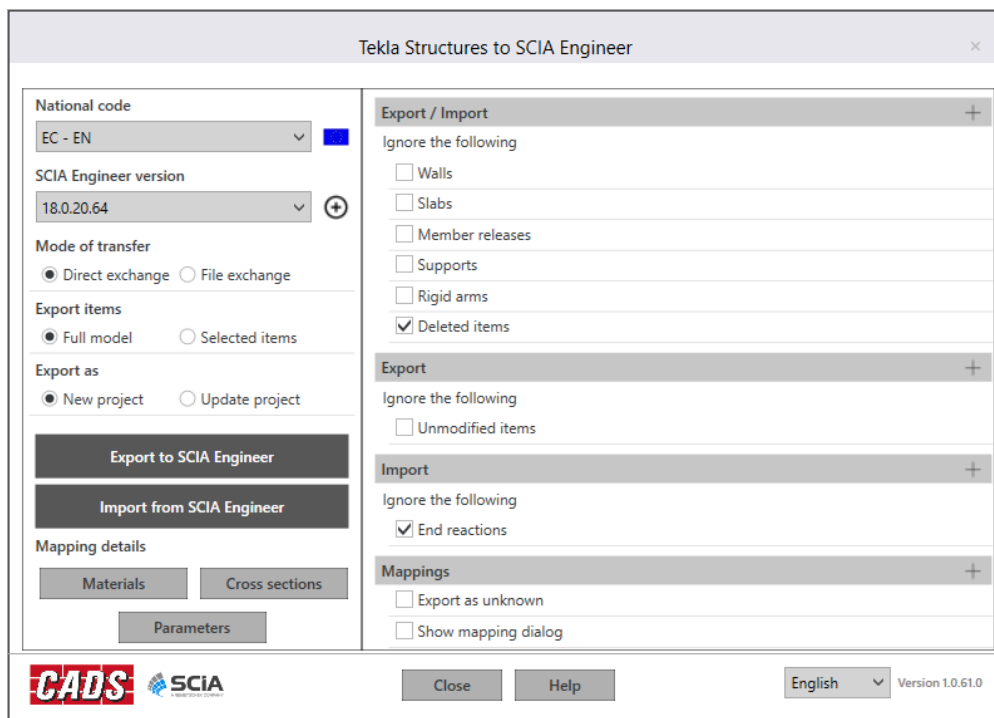 Tekla Structures to SCIA Engineer
National code
EC - EN
SCIA Engineer version
18.0.20.64
Mode of transfer
Direct exchange File exchange
Export items
Full model Selected items
Export as
New project Update project
Export to SCIA Engineer
Import from SCIA Engineer
Mapping details
Materials Cross sections
Parameters
Export / Import
Ignore the following
Walls
Slabs
Member releases
Supports
Rigid arms
Deleted items
Export
Ignore the following
Unmodified items
Import
Ignore the following
End reactions
Mappings
Export as unknown
Show mapping dialog
CADS SCIA
Close Help
English Version 1.0.61.0